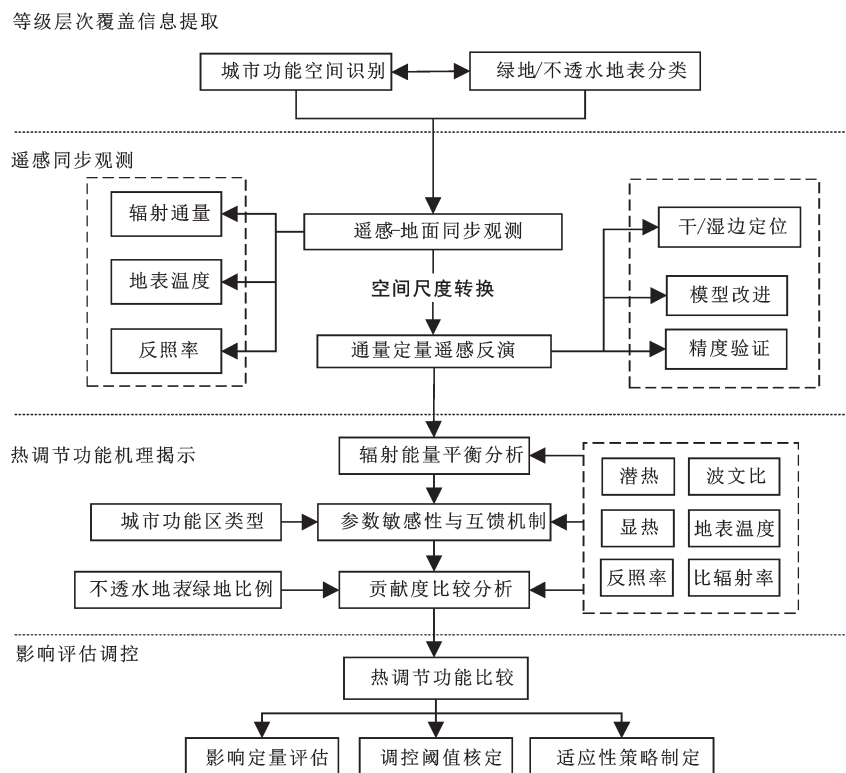 等级层次覆盖信息提取
城市功能空间识别
绿地/不透水地表分类
遥感同步观测
辐射通量
地表温度
反照率
遥感-地面同步观测
空间尺度转换
通量定量遥感反演
干/湿边定位
模型改进
精度验证
热调节功能机理揭示
辐射能量平衡分析
城市功能区类型
参数敏感性与互馈机制
不透水地表/绿地比例
贡献度比较分析
潜热
波文比
显热
地表温度
反照率
比辐射率
影响评估调控
热调节功能比较
影响定量评估
调控阈值核定
适应性策略制定